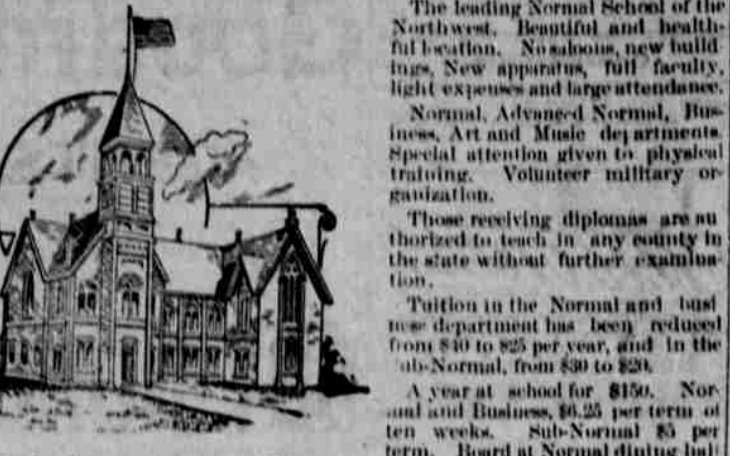 The leading Normal School of the
Northwest. Beautiful and health-
ful location. No saloons, new build
ings, New apparatus, full faculty,
light expenses and large attendance.
Normal, Advanced Normal, Bus-
iness, Art and Music departments.
Special attention given to physical
training. Volunteer military or-
ganization.
Those receiving diplomas are au
thorized to teach in any county in
the state without further examina-
tion.
Tuition in the Normal and busi
ness department has been reduced
from $40 to $25 per year, and in the
ub-Normal, from $30 to $20.
A year at school for $150. Nor-
mal and Business, $6.25 per term of
ten weeks. Sub-Normal $5 per
term. Board at Normal dining hall